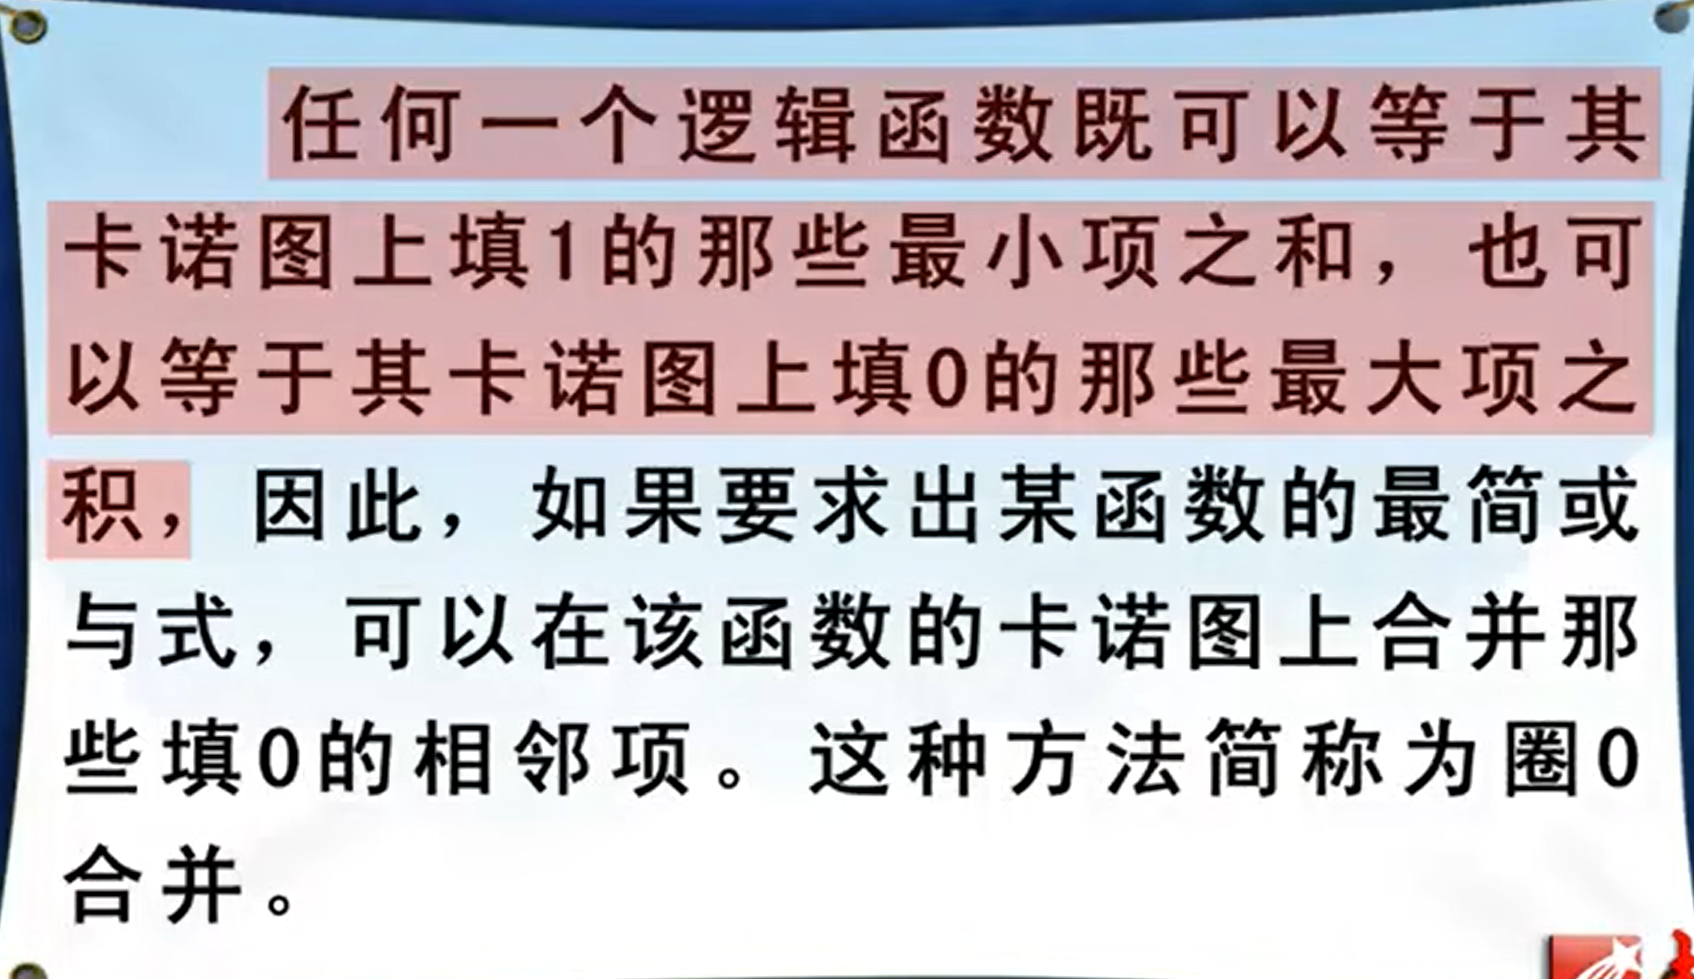 任何一个逻辑函数既可以等于其
卡诺图上填1的那些最小项之和，也可
以等于其卡诺图上填0的那些最大项之
积，因此，如果要求出某函数的最简或
与式，可以在该函数的卡诺图上合并那
些填0的相邻项。这种方法简称为圈0
合并。